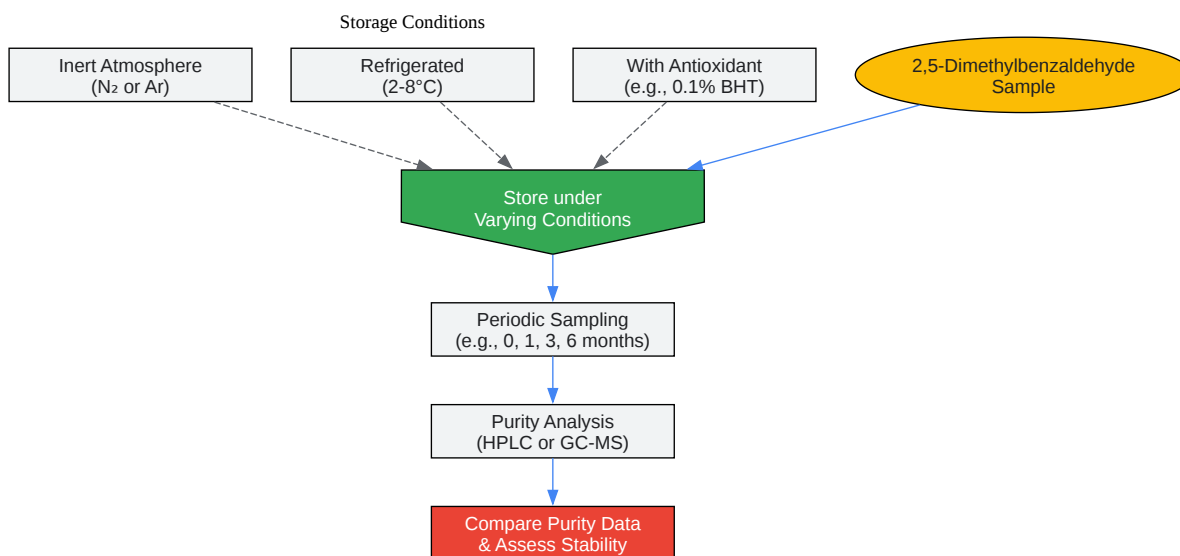 Storage Conditions
Inert Atmosphere
(N₂ or Ar)
Refrigerated
(2-8°C)
With Antioxidant
(e.g., 0.1% BHT)
2,5-Dimethylbenzaldehyde
Sample
Store under
Varying Conditions
Periodic Sampling
(e.g., 0, 1, 3, 6 months)
Purity Analysis
(HPLC or GC-MS)
Compare Purity Data
& Assess Stability